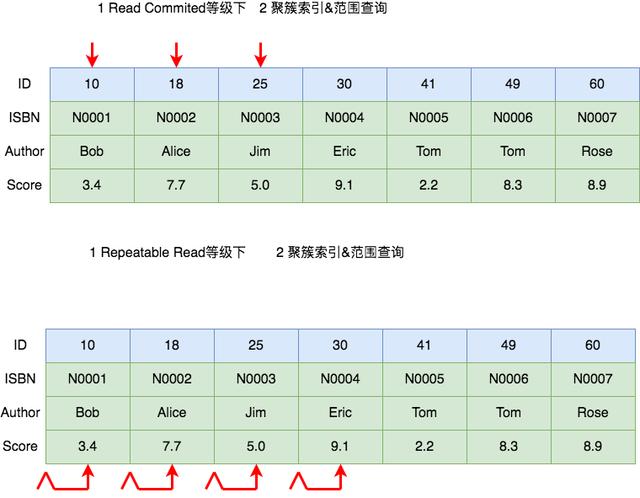 1 Read Commited等级下 2 聚簇索引&范围查询
ID 10 18 25 30 41 49 60
ISBN N0001 N0002 N0003 N0004 N0005 N0006 N0007
Author Bob Alice Jim Eric Tom Tom Rose
Score 3.4 7.7 5.0 9.1 2.2 8.3 8.9
1 Repeatable Read等级下 2 聚簇索引&范围查询
ID 10 18 25 30 41 49 60
ISBN N0001 N0002 N0003 N0004 N0005 N0006 N0007
Author Bob Alice Jim Eric Tom Tom Rose
Score 3.4 7.7 5.0 9.1 2.2 8.3 8.9